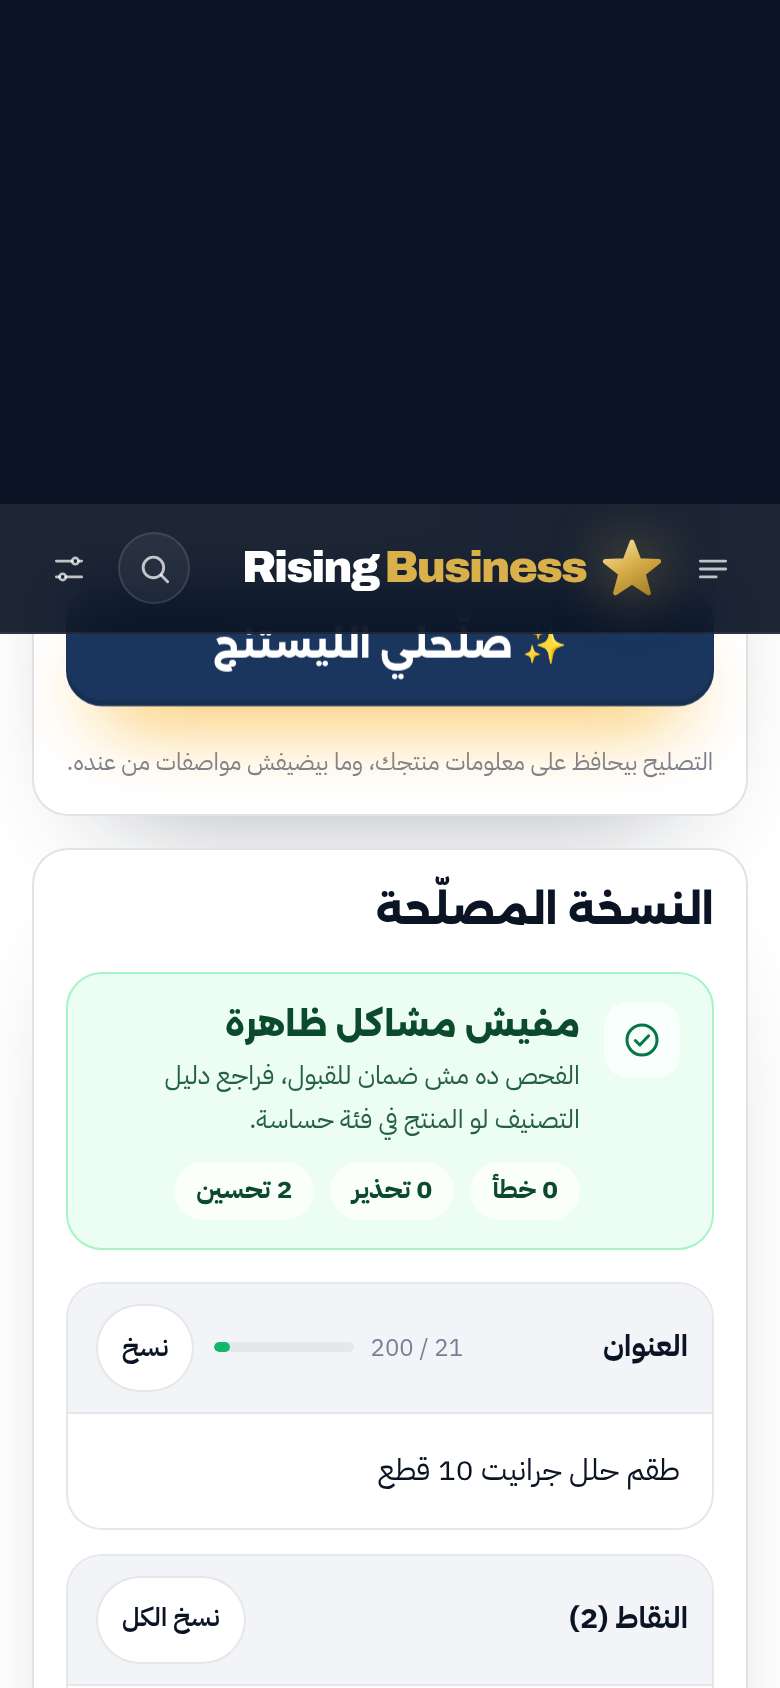 Rising Business
✨ صلّحلي الليستنج
التصليح بيحافظ على معلومات منتجك، وما بيضيفش مواصفات من عنده.
النسخة المصلّحة
مفيش مشاكل ظاهرة
الفحص ده مش ضمان للقبول، فراجع دليل
التصنيف لو المنتج في فئة حساسة.
0 خطأ
0 تحذير
2 تحسين
العنوان
21 / 200
نسخ
طقم حلل جرانيت 10 قطع
النقاط (2)
نسخ الكل